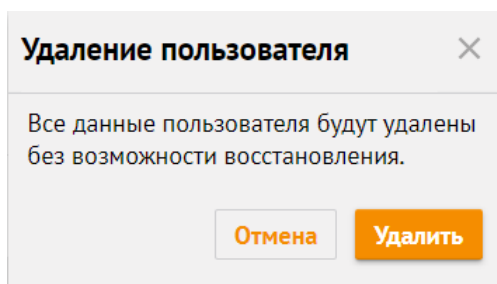 Удаление пользователя
Все данные пользователя будут удалены
без возможности восстановления.
Отмена Удалить